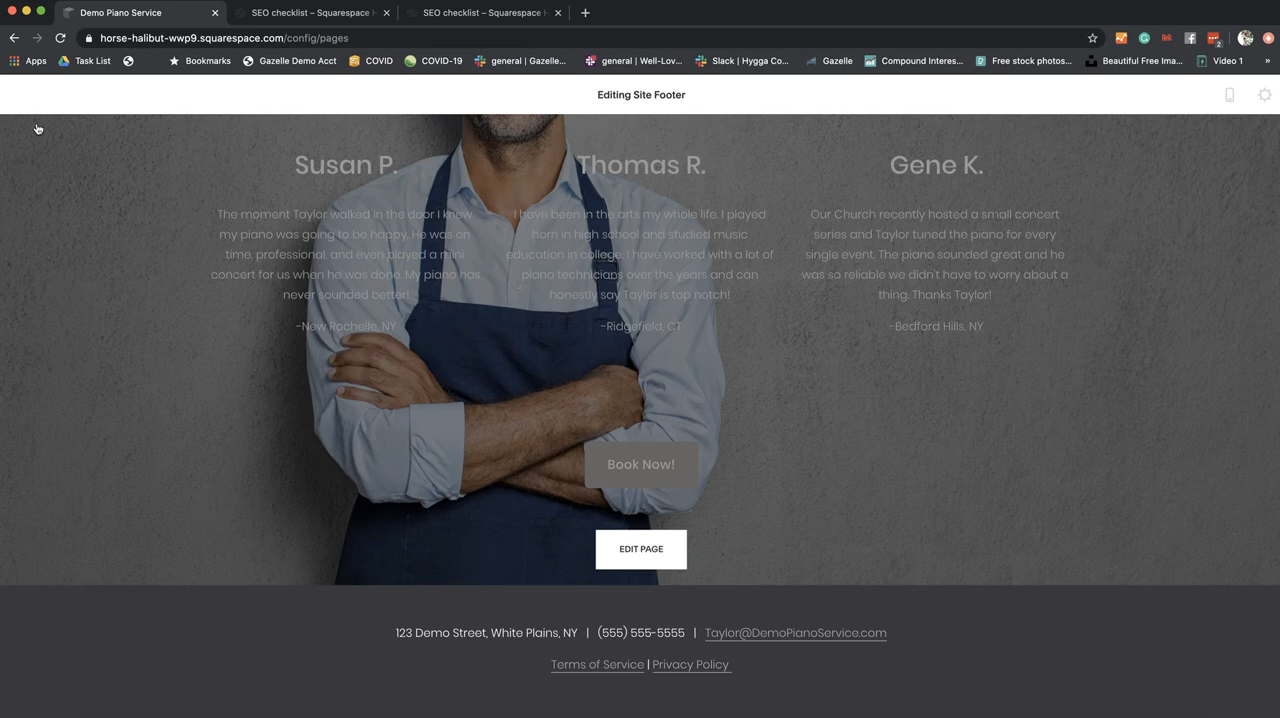 Demo Piano Service
SEO checklist – Squarespace H
SEO checklist – Squarespace H
horse-halibut-wwp9.squarespace.com/config/pages
Apps
Task List
Bookmarks
Gazelle Demo Acct
COVID
COVID-19
general | Gazelle...
general | Well-Lov...
Slack | Hygga Co...
Gazelle
Compound Interes...
Free stock photos...
Beautiful Free Ima...
Video 1
»
2
Editing Site Footer
Susan P.
The moment Taylor walked in the door I knew
my piano was going to be happy. He was on
time, professional, and even played a mini
concert for us when he was done. My piano has
never sounded better!
-New Rochelle, NY
Thomas R.
I have been in the arts my whole life. I played
horn in high school and studied music
education in college. I have worked with a lot of
piano technicians over the years and can
honestly say Taylor is top notch!
-Ridgefield, CT
Gene K.
Our Church recently hosted a small concert
series and Taylor tuned the piano for every
single event. The piano sounded great and he
was so reliable we didn't have to worry about a
thing. Thanks Taylor!
-Bedford Hills, NY
Book Now!
EDIT PAGE
123 Demo Street, White Plains, NY | (555) 555-5555 | Taylor@DemoPianoService.com
Terms of Service | Privacy Policy